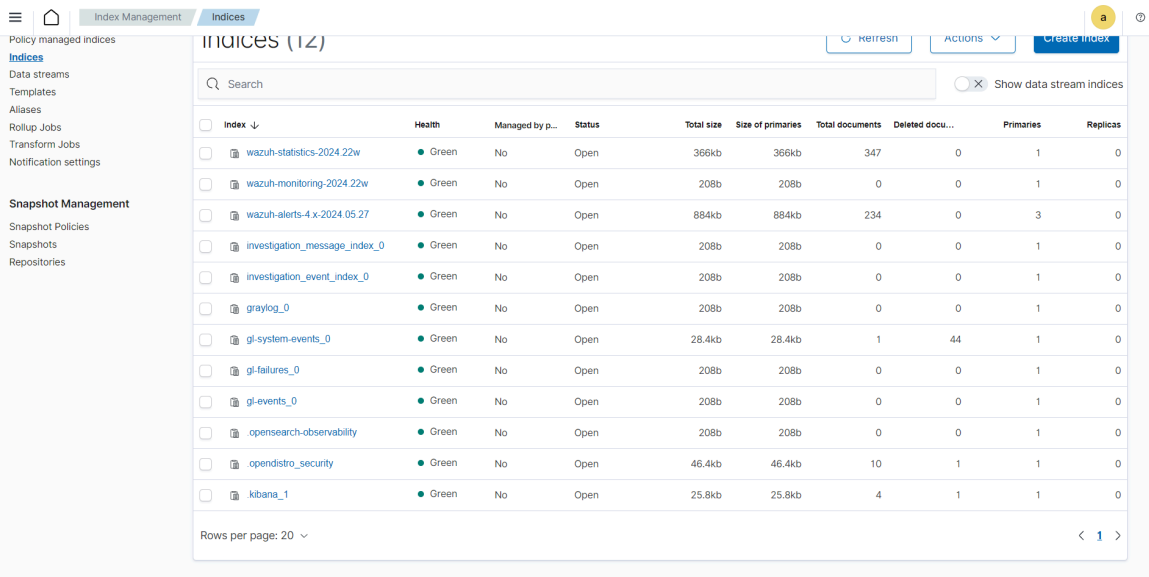 Index Management Indices a
Policy managed indices
Indices
Data streams
Templates
Aliases
Rollup Jobs
Transform Jobs
Notification settings
Snapshot Management
Snapshot Policies
Snapshots
Repositories
Indices (12) Refresh Actions Create Index
Search Show data stream indices
Index Health Managed by p... Status Total size Size of primaries Total documents Deleted docu... Primaries Replicas
wazuh-statistics-2024.22w Green No Open 366kb 366kb 347 0 1 0
wazuh-monitoring-2024.22w Green No Open 208b 208b 0 0 1 0
wazuh-alerts-4.x-2024.05.27 Green No Open 884kb 884kb 234 0 3 0
investigation_message_index_0 Green No Open 208b 208b 0 0 1 0
investigation_event_index_0 Green No Open 208b 208b 0 0 1 0
graylog_0 Green No Open 208b 208b 0 0 1 0
gl-system-events_0 Green No Open 28.4kb 28.4kb 1 44 1 0
gl-failures_0 Green No Open 208b 208b 0 0 1 0
gl-events_0 Green No Open 208b 208b 0 0 1 0
.opensearch-observability Green No Open 208b 208b 0 0 1 0
.opendistro_security Green No Open 46.4kb 46.4kb 10 1 1 0
.kibana_1 Green No Open 25.8kb 25.8kb 4 1 1 0
Rows per page: 20 1